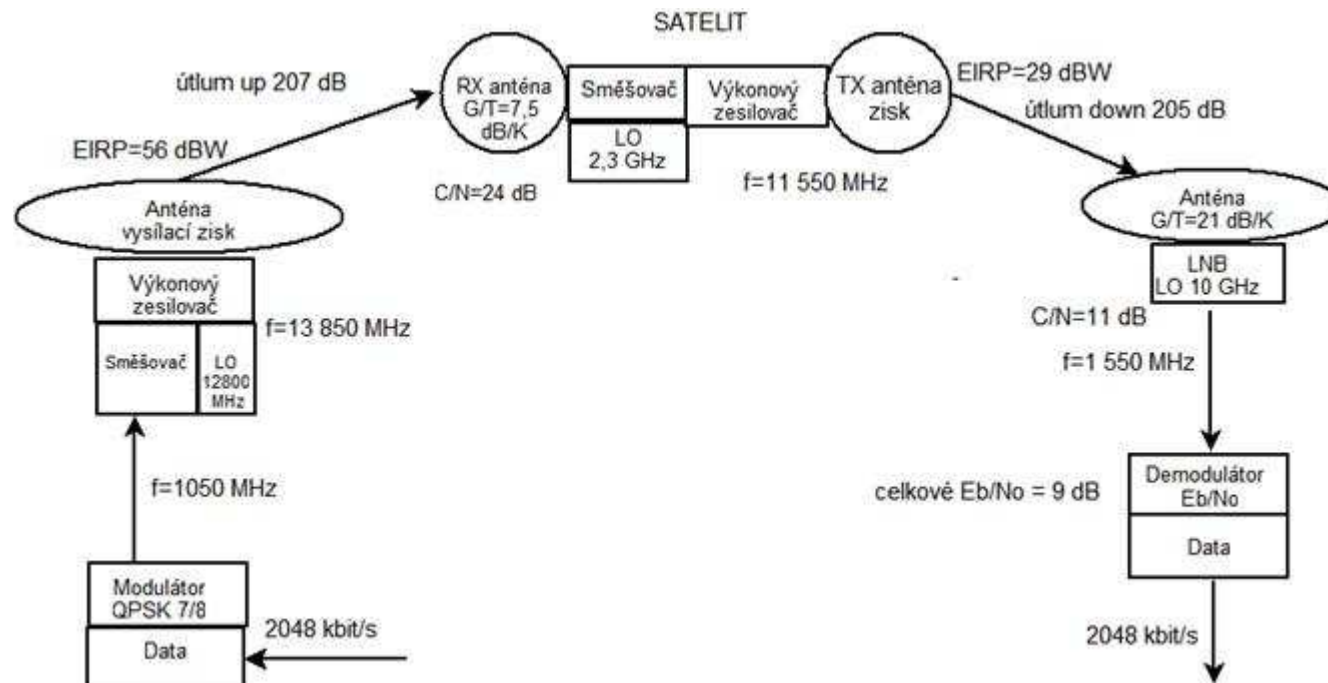 SATELIT
útlum up 207 dB
EIRP=56 dBW
RX anténa
G/T=7,5
dB/K
Směšovač
LO
2,3 GHz
Výkonový
zesilovač
TX anténa
zisk
EIRP=29 dBW
útlum down 205 dB
C/N=24 dB
f=11 550 MHz
Anténa
vysílací zisk
Výkonový
zesilovač
f=13 850 MHz
Směšovač
LO
12800
MHz
f=1050 MHz
Modulátor
QPSK 7/8
Data
2048 kbit/s
Anténa
G/T=21 dB/K
LNB
LO 10 GHz
C/N=11 dB
f=1 550 MHz
celkové Eb/No = 9 dB
Demodulátor
Eb/No
Data
2048 kbit/s